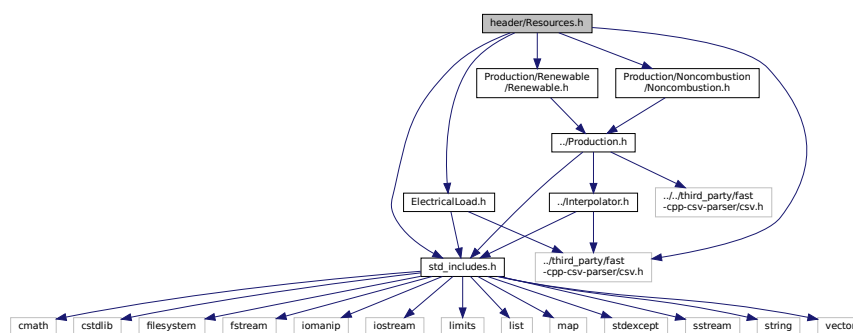 header/Resources.h
Production/Renewable
/Renewable.h
Production/Noncombustion
/Noncombustion.h
../Production.h
../../third_party/fast
-cpp-csv-parser/csv.h
ElectricalLoad.h
../Interpolator.h
../third_party/fast
-cpp-csv-parser/csv.h
std_includes.h
cmath
cstdlib
filesystem
fstream
iomanip
iostream
limits
list
map
stdexcept
sstream
string
vecto